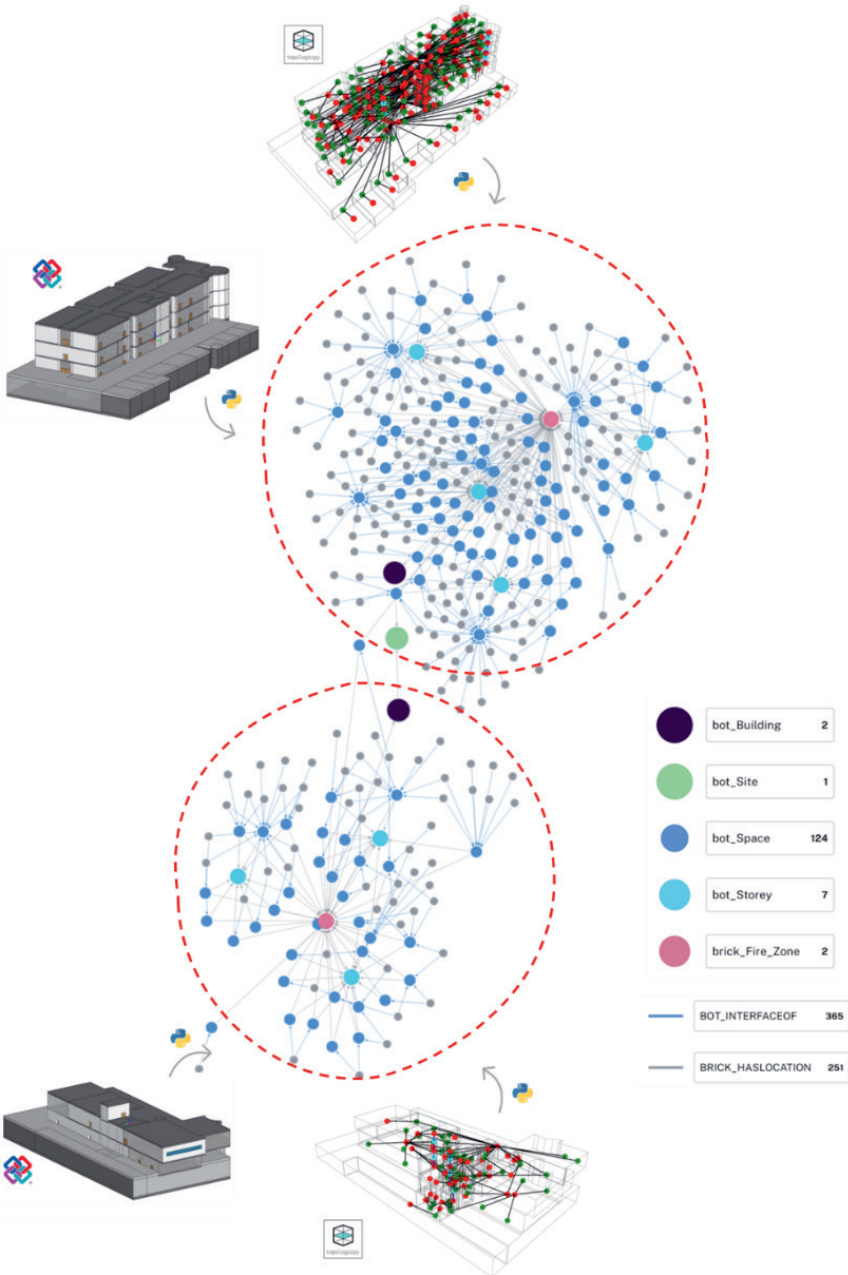 topologicpy
bot_Building 2
bot_Site 1
bot_Space 124
bot_Storey 7
brick_Fire_Zone 2
BOT_INTERFACEOF 365
BRICK_HASLOCATION 251
topologicpy